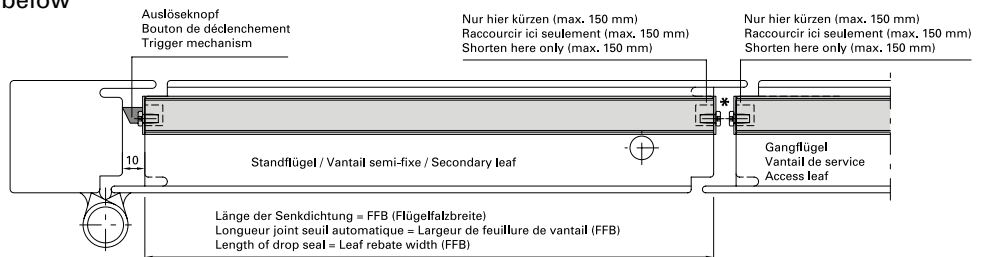 below
Auslöseknopf
Bouton de déclenchement
Trigger mechanism
Nur hier kürzen (max. 150 mm)
Raccourcir ici seulement (max. 150 mm)
Shorten here only (max. 150 mm)
Nur hier kürzen (max. 150 mm)
Raccourcir ici seulement (max. 150 mm)
Shorten here only (max. 150 mm)
*
10
Standflügel / Vantail semi-fixe / Secondary leaf
Gangflügel
Vantail de service
Access leaf
Länge der Senkdichtung = FFB (Flügelfalzbreite)
Longueur joint seuil automatique = Largeur de feuillure de vantail (FFB)
Length of drop seal = Leaf rebate width (FFB)